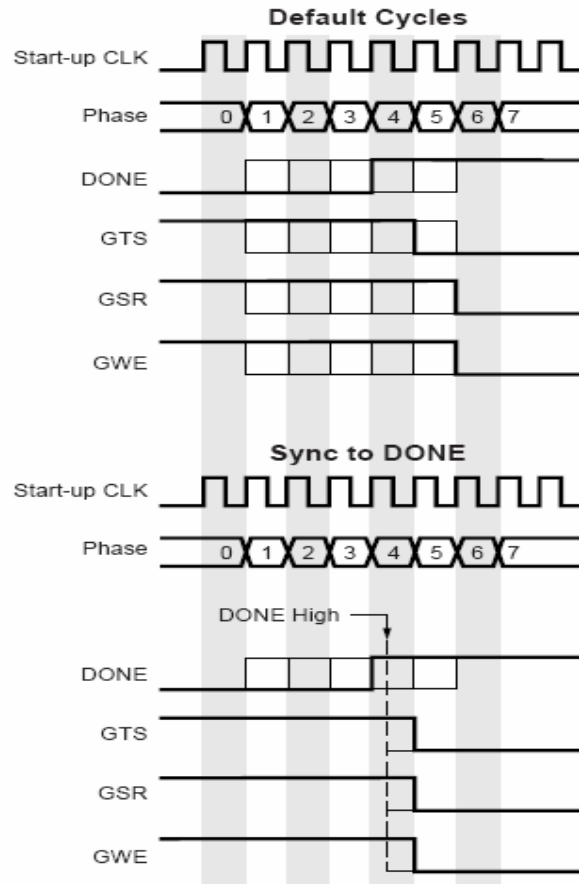 Default Cycles
Start-up CLK
Phase 0 1 2 3 4 5 6 7
DONE
GTS
GSR
GWE
Sync to DONE
Start-up CLK
Phase 0 1 2 3 4 5 6 7
DONE High
DONE
GTS
GSR
GWE